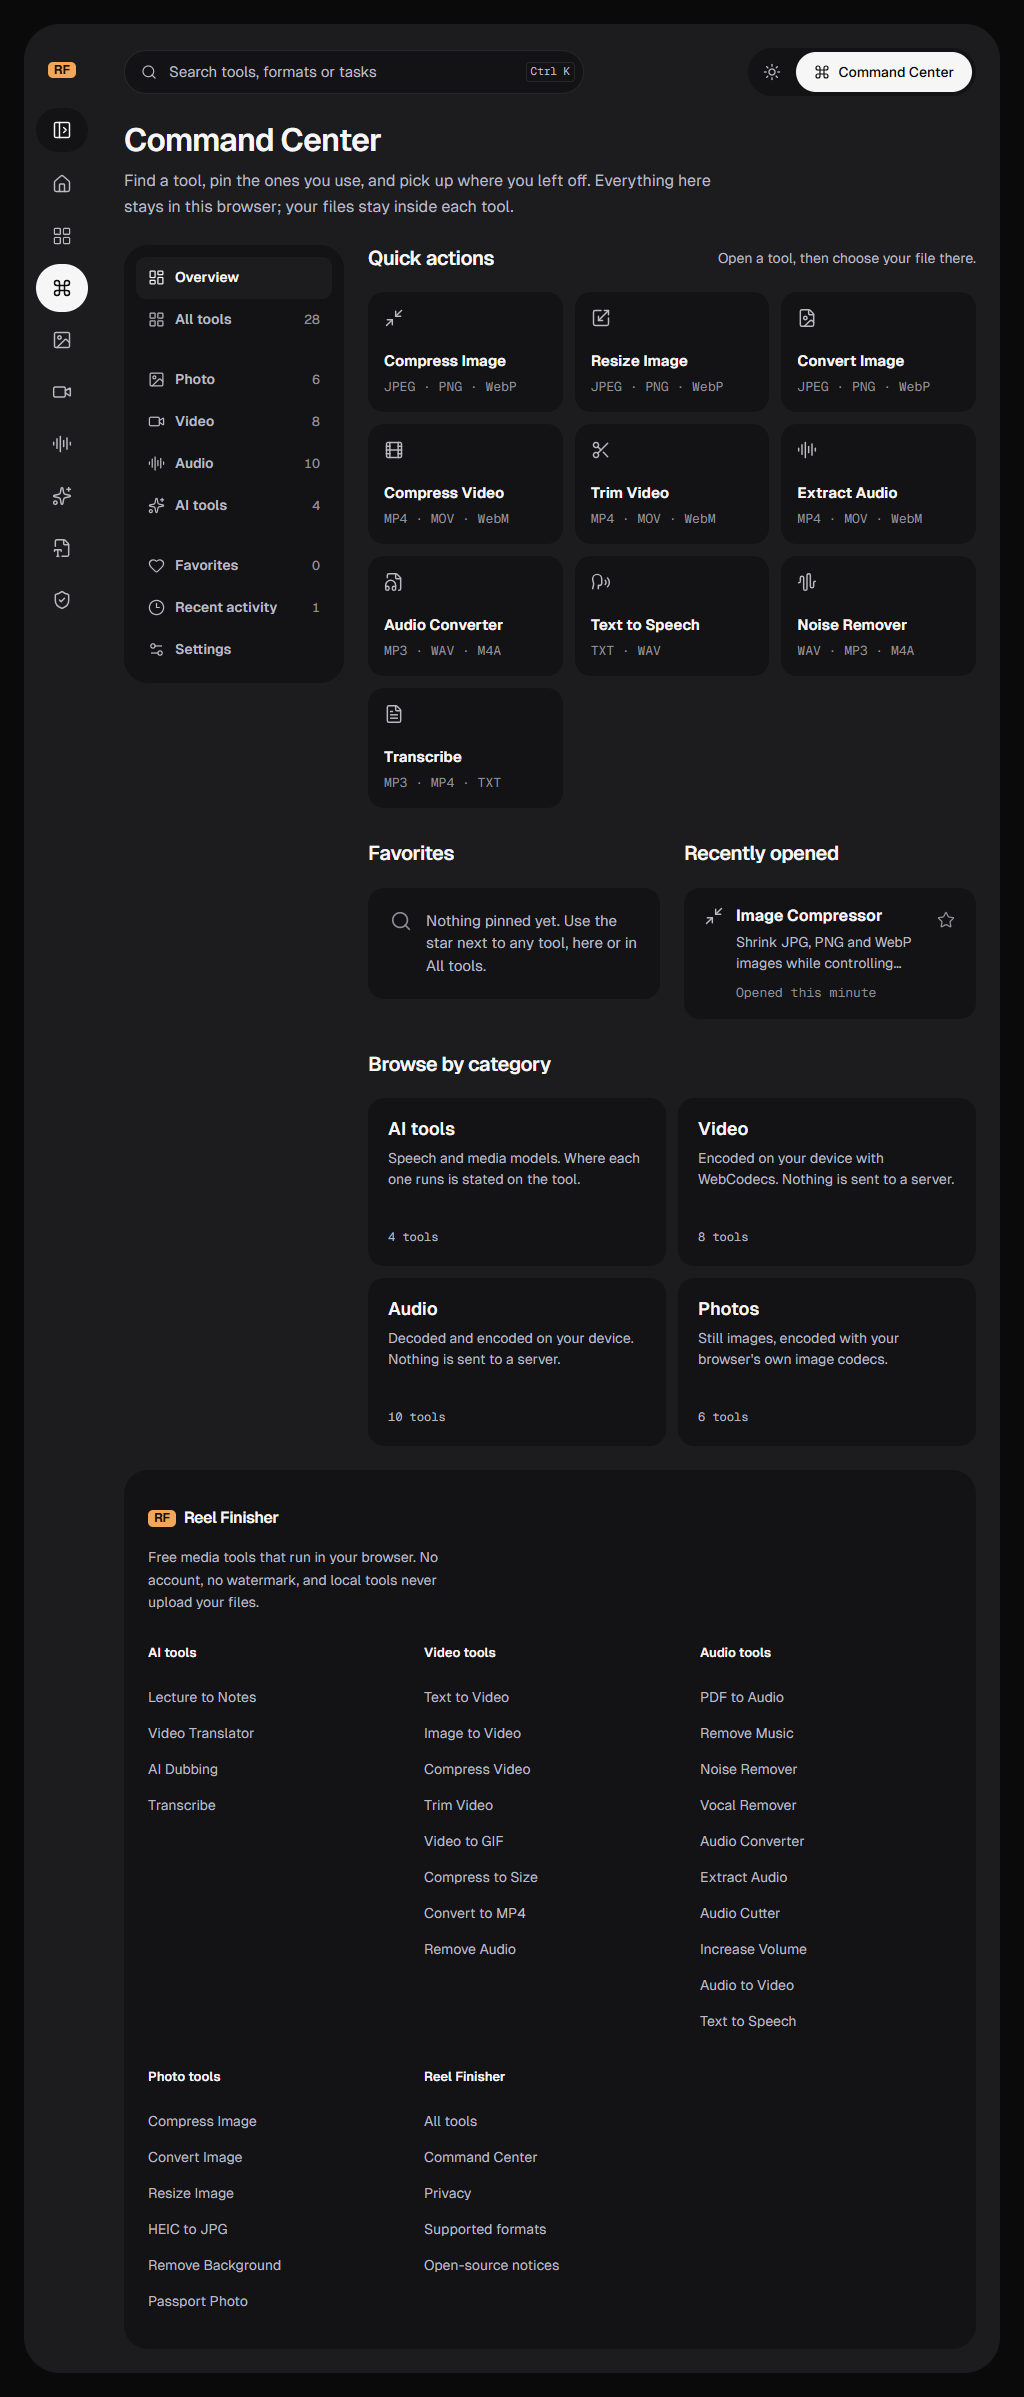 RF
Search tools, formats or tasks
Ctrl K
Command Center
Command Center
Find a tool, pin the ones you use, and pick up where you left off. Everything here
stays in this browser; your files stay inside each tool.
Overview
All tools 28
Photo 6
Video 8
Audio 10
AI tools 4
Favorites 0
Recent activity 1
Settings
Quick actions
Open a tool, then choose your file there.
Compress Image
JPEG · PNG · WebP
Resize Image
JPEG · PNG · WebP
Convert Image
JPEG · PNG · WebP
Compress Video
MP4 · MOV · WebM
Trim Video
MP4 · MOV · WebM
Extract Audio
MP4 · MOV · WebM
Audio Converter
MP3 · WAV · M4A
Text to Speech
TXT · WAV
Noise Remover
WAV · MP3 · M4A
Transcribe
MP3 · MP4 · TXT
Favorites
Nothing pinned yet. Use the
star next to any tool, here or in
All tools.
Recently opened
Image Compressor
Shrink JPG, PNG and WebP
images while controlling…
Opened this minute
Browse by category
AI tools
Speech and media models. Where each
one runs is stated on the tool.
4 tools
Video
Encoded on your device with
WebCodecs. Nothing is sent to a server.
8 tools
Audio
Decoded and encoded on your device.
Nothing is sent to a server.
10 tools
Photos
Still images, encoded with your
browser's own image codecs.
6 tools
RF Reel Finisher
Free media tools that run in your browser. No
account, no watermark, and local tools never
upload your files.
AI tools
Lecture to Notes
Video Translator
AI Dubbing
Transcribe
Video tools
Text to Video
Image to Video
Compress Video
Trim Video
Video to GIF
Compress to Size
Convert to MP4
Remove Audio
Audio tools
PDF to Audio
Remove Music
Noise Remover
Vocal Remover
Audio Converter
Extract Audio
Audio Cutter
Increase Volume
Audio to Video
Text to Speech
Photo tools
Compress Image
Convert Image
Resize Image
HEIC to JPG
Remove Background
Passport Photo
Reel Finisher
All tools
Command Center
Privacy
Supported formats
Open-source notices